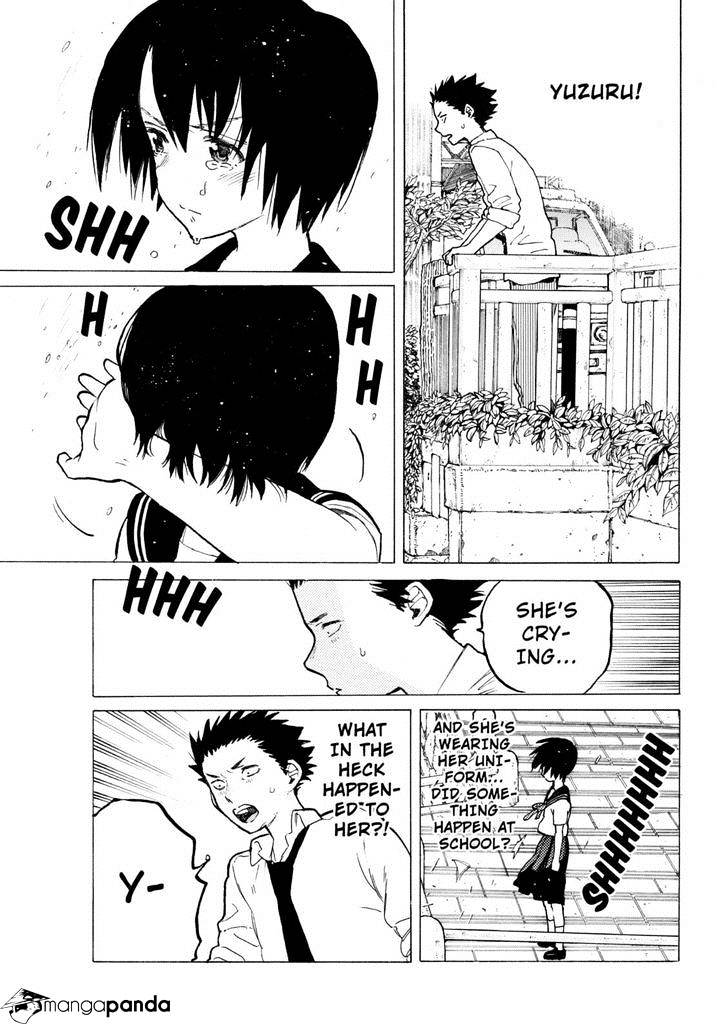 YUZURU!
SHH
H
H
H
HHH
SHE'S
CRY-
ING...
AND SHE'S
WEARING
HER UNI-
FORM...
DID SOME-
THING
HAPPEN AT
SCHOOL?
SHHHHHHHH
WHAT
IN THE
HECK
HAPPEN-
ED TO
HER?!
Y-
mangapanda